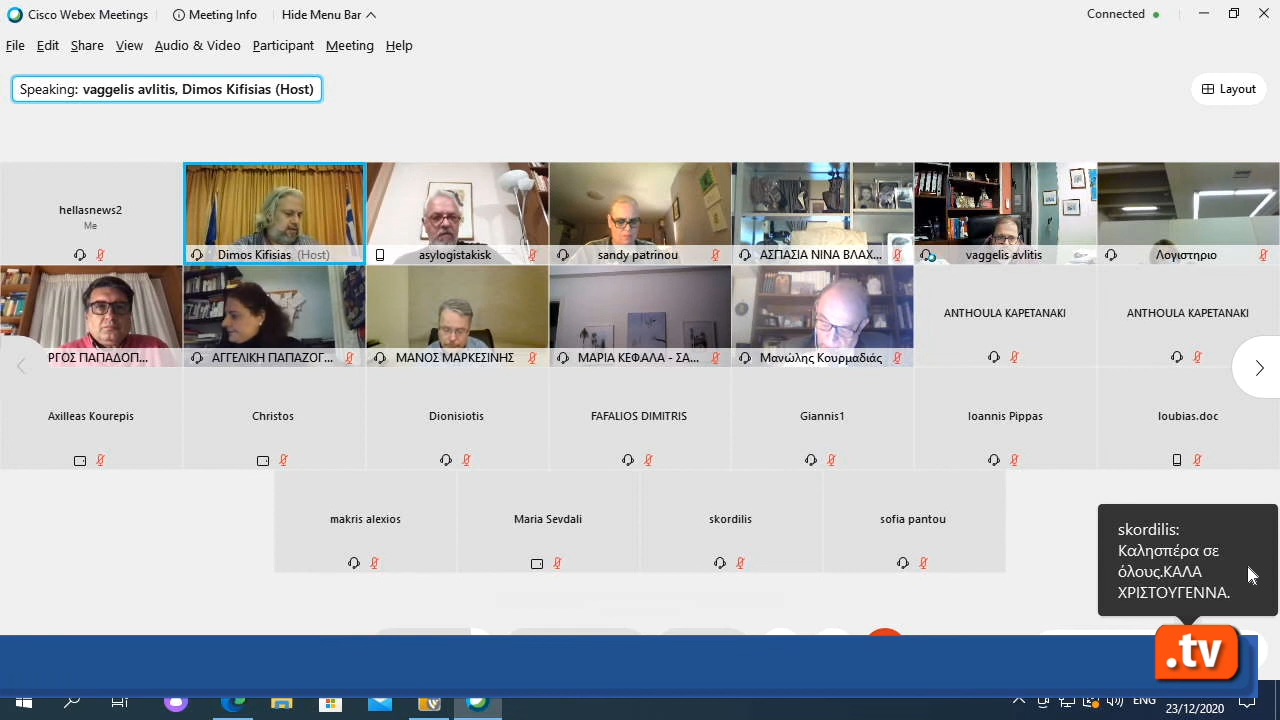 Cisco Webex Meetings
Meeting Info
Hide Menu Bar
Connected
File Edit Share View Audio & Video Participant Meeting Help
Speaking: vaggelis avlitis, Dimos Kifisias (Host)
Layout
hellasnews2
Me
Dimos Kifisias (Host)
asylogistakisk
sandy patrinou
ΑΣΠΑΣΙΑ ΝΙΝΑ ΒΛΑΧ...
vaggelis avlitis
Λογιστηριο
ΡΓΟΣ ΠΑΠΑΔΟΠ...
ΑΓΓΕΛΙΚΗ ΠΑΠΑΖΟΓ...
ΜΑΝΟΣ ΜΑΡΚΕΣΙΝΗΣ
ΜΑΡΙΑ ΚΕΦΑΛΑ - ΣΑ...
Μανώλης Κουρμαδιάς
ANTHOULA KAPETANAKI
ANTHOULA KAPETANAKI
Axilleas Kourepis
Christos
Dionisiotis
FAFALIOS DIMITRIS
Giannis1
Ioannis Pippas
loubias.doc
makris alexios
Maria Sevdali
skordilis
sofia pantou
skordilis:
Καλησπέρα σε
όλους.ΚΑΛΑ
ΧΡΙΣΤΟΥΓΕΝΝΑ.
.tv
ENG
23/12/2020